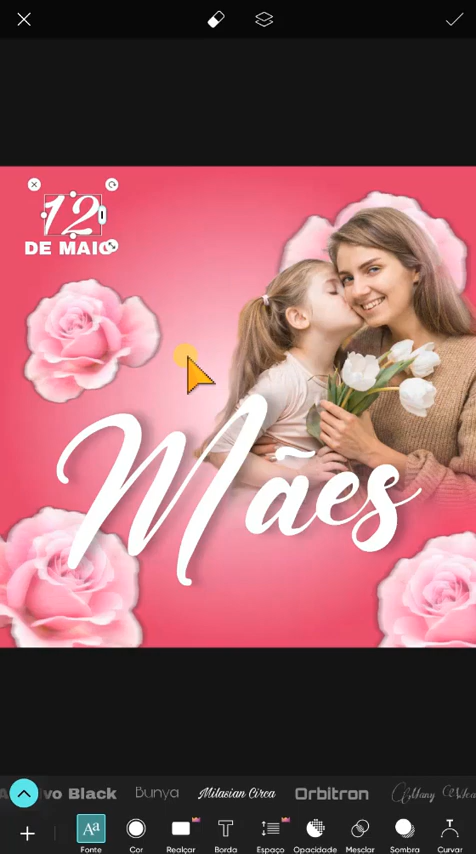 12
DE MAIO
Mães
vo Black Bunya Milasian Circa Orbitron
Aa
Fonte Cor Realçar Borda Espaço Opacidade Mesclar Sombra Curvar